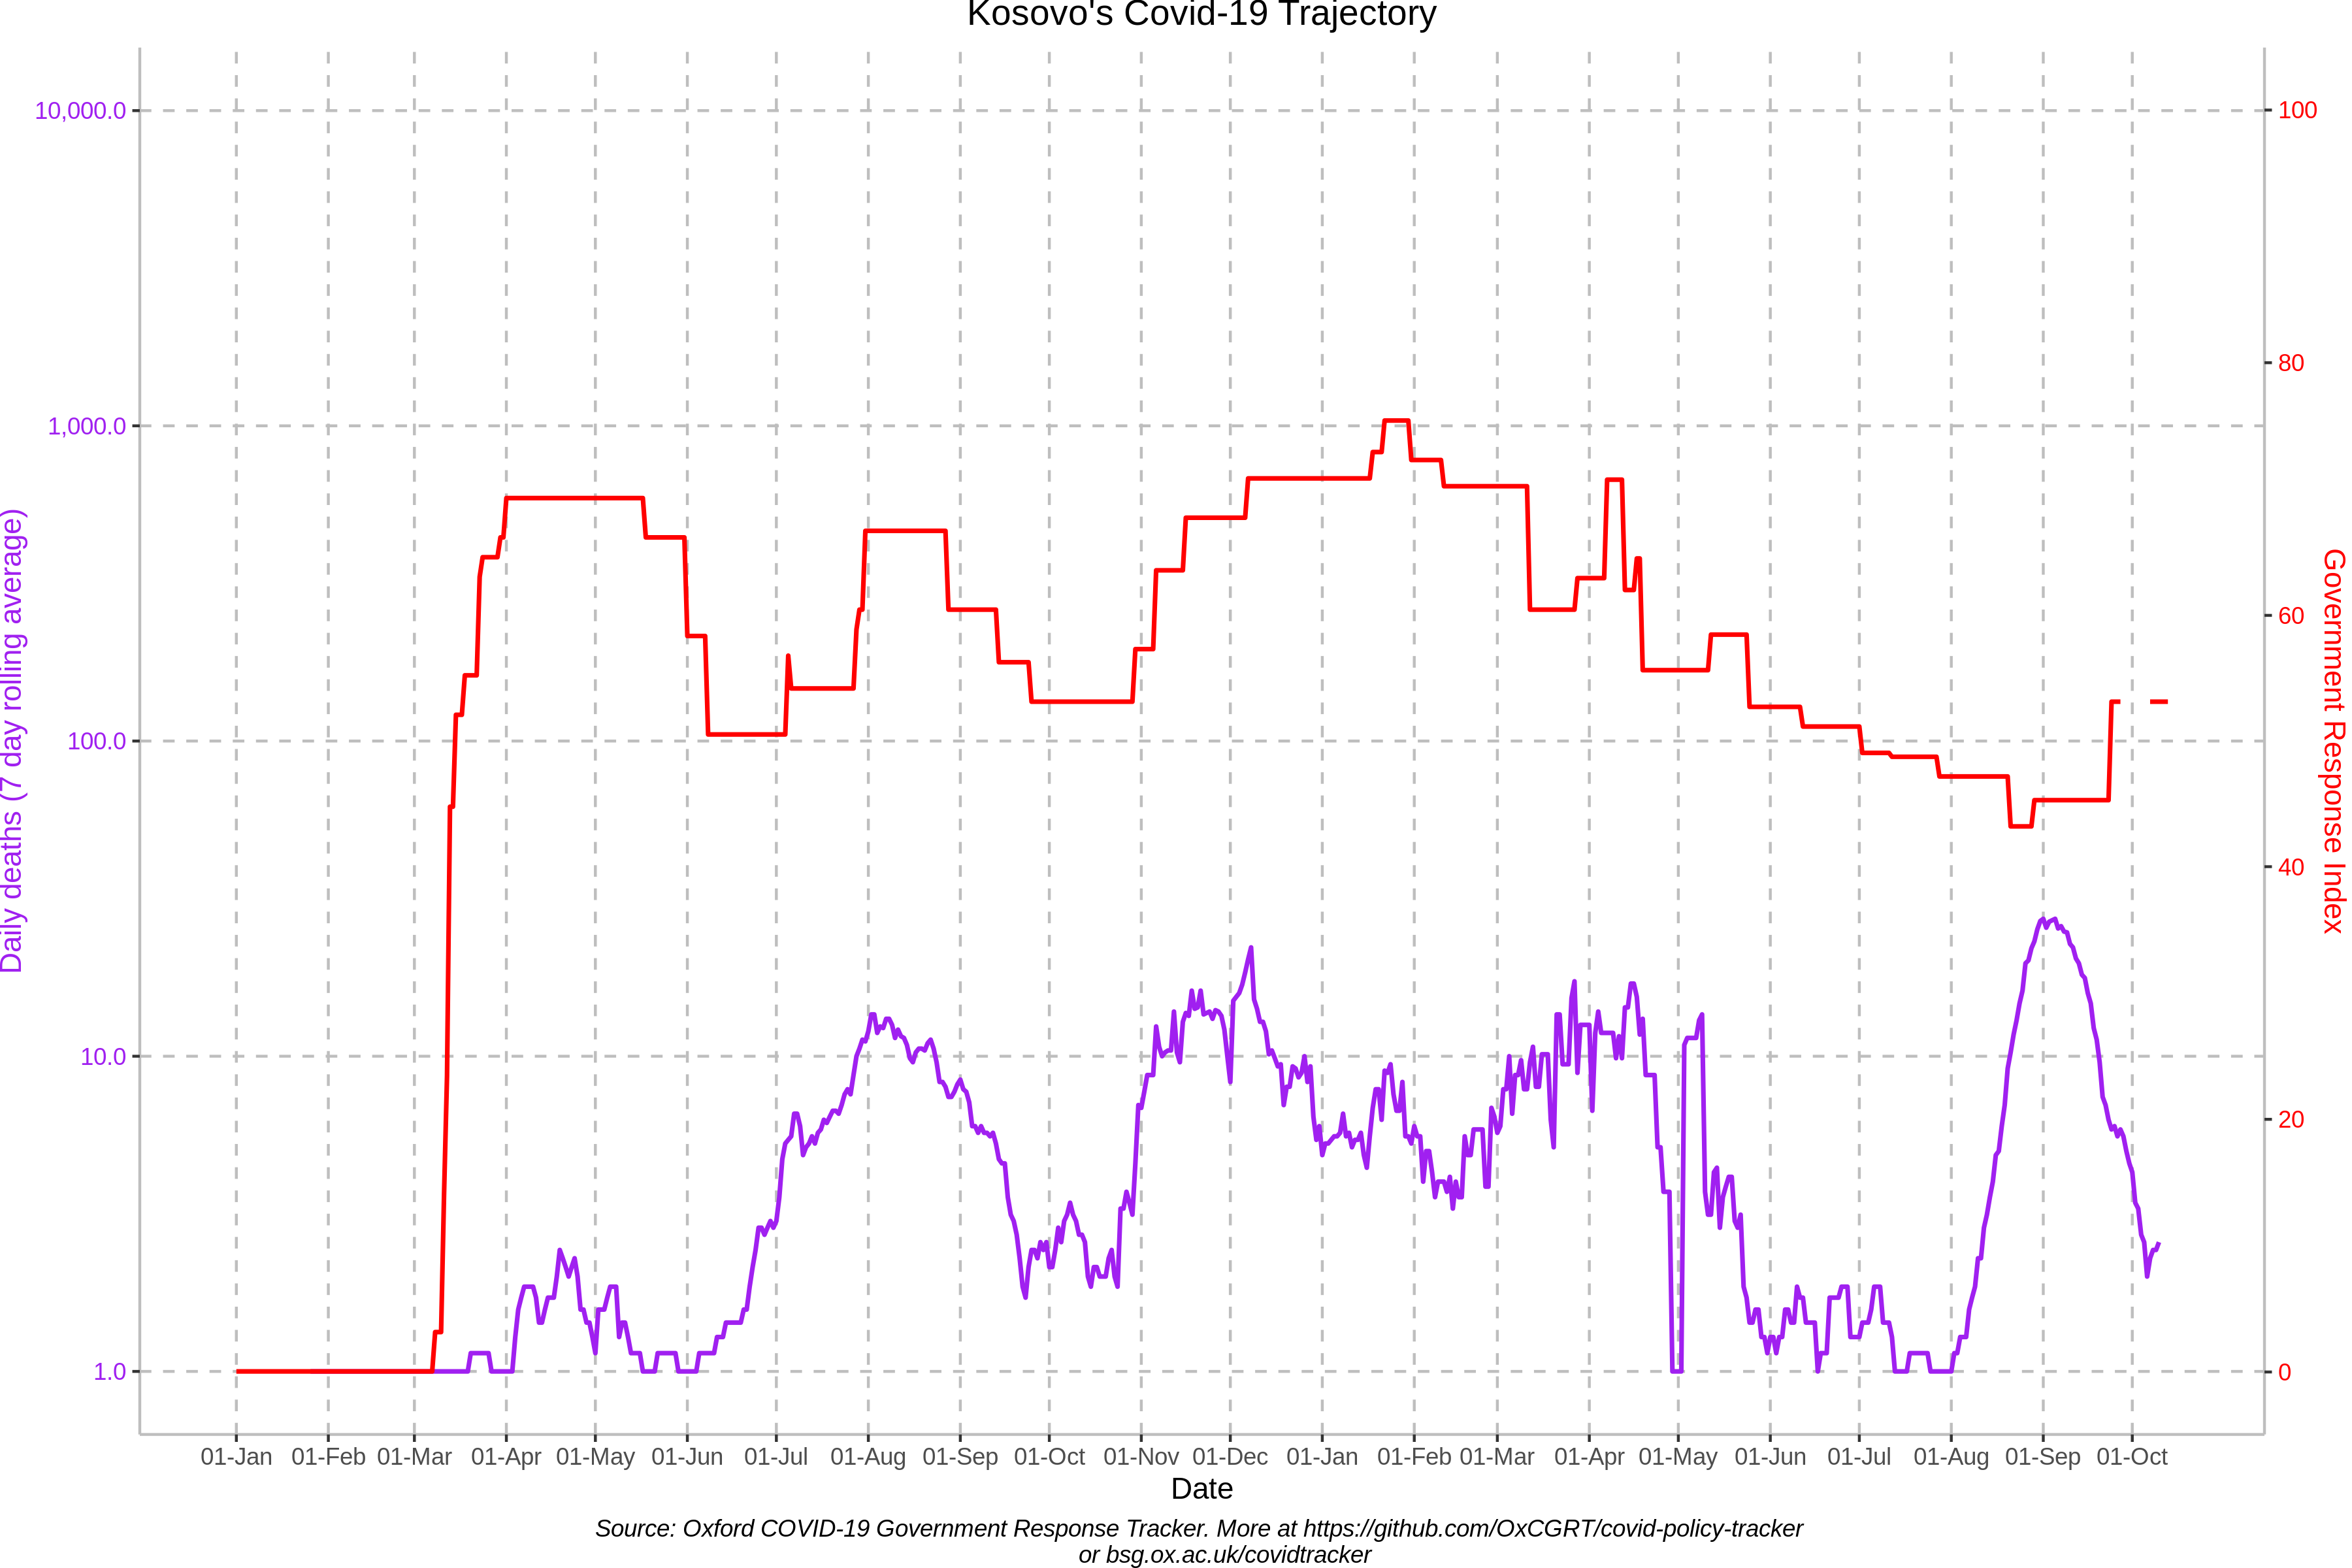 Kosovo's Covid-19 Trajectory
Daily deaths (7 day rolling average)
10,000.0
1,000.0
100.0
10.0
1.0
100
80
60
40
20
0
Government Response Index
01-Jan 01-Feb 01-Mar 01-Apr 01-May 01-Jun 01-Jul 01-Aug 01-Sep 01-Oct 01-Nov 01-Dec 01-Jan 01-Feb 01-Mar 01-Apr 01-May 01-Jun 01-Jul 01-Aug 01-Sep 01-Oct
Date
Source: Oxford COVID-19 Government Response Tracker. More at https://github.com/OxCGRT/covid-policy-tracker
or bsg.ox.ac.uk/covidtracker